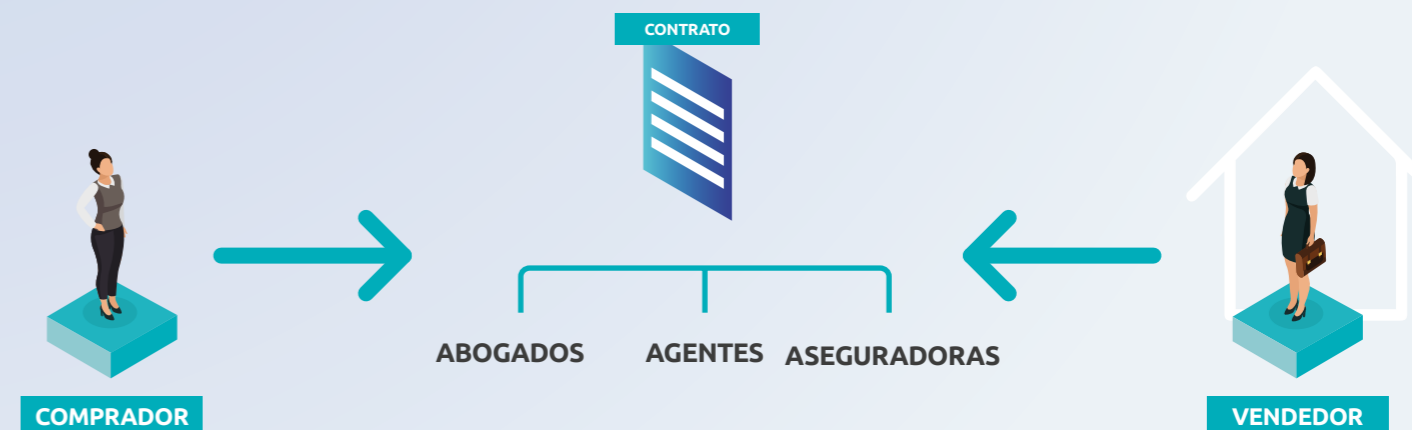 CONTRATO
ABOGADOS
AGENTES
ASEGURADORAS
COMPRADOR
VENDEDOR